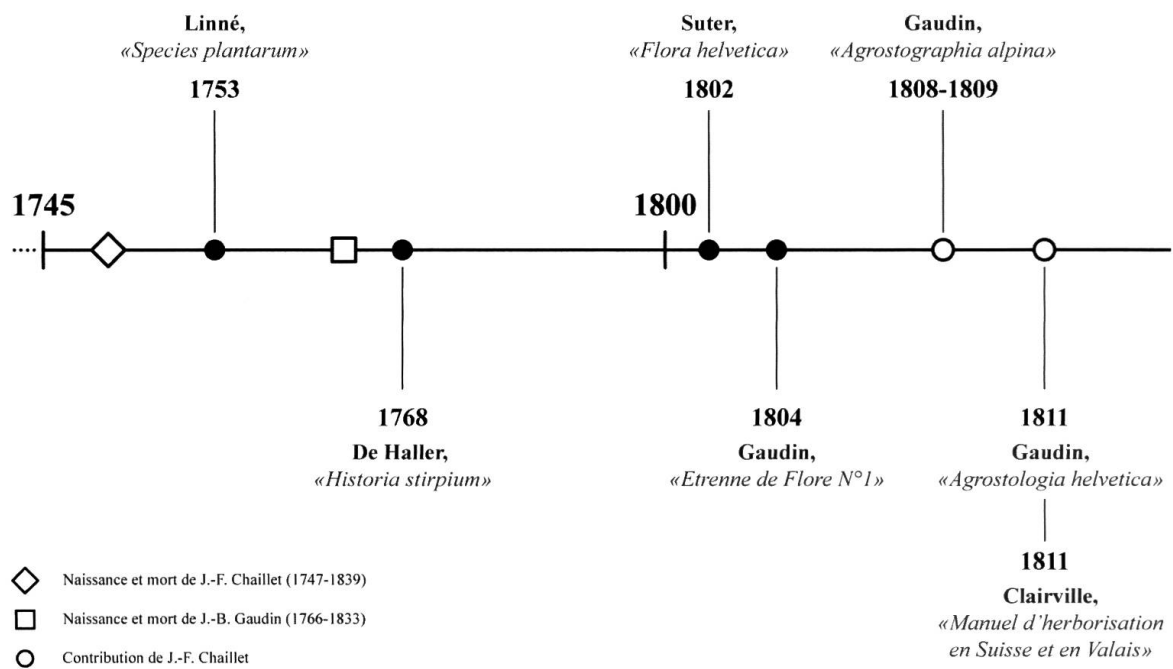 Linné,
«Species plantarum»
1753
Suter,
«Flora helvetica»
1802
Gaudin,
«Agrostographia alpina»
1808-1809
1745
1800
1768
De Haller,
«Historia stirpium»
1804
Gaudin,
«Etrenne de Flore N°1»
1811
Gaudin,
«Agrostologia helvetica»
1811
Clairville,
«Manuel d'herborisation
en Suisse et en Valais»
Naissance et mort de J.-F. Chaillet (1747-1839)
Naissance et mort de J.-B. Gaudin (1766-1833)
Contribution de J.-F. Chaillet